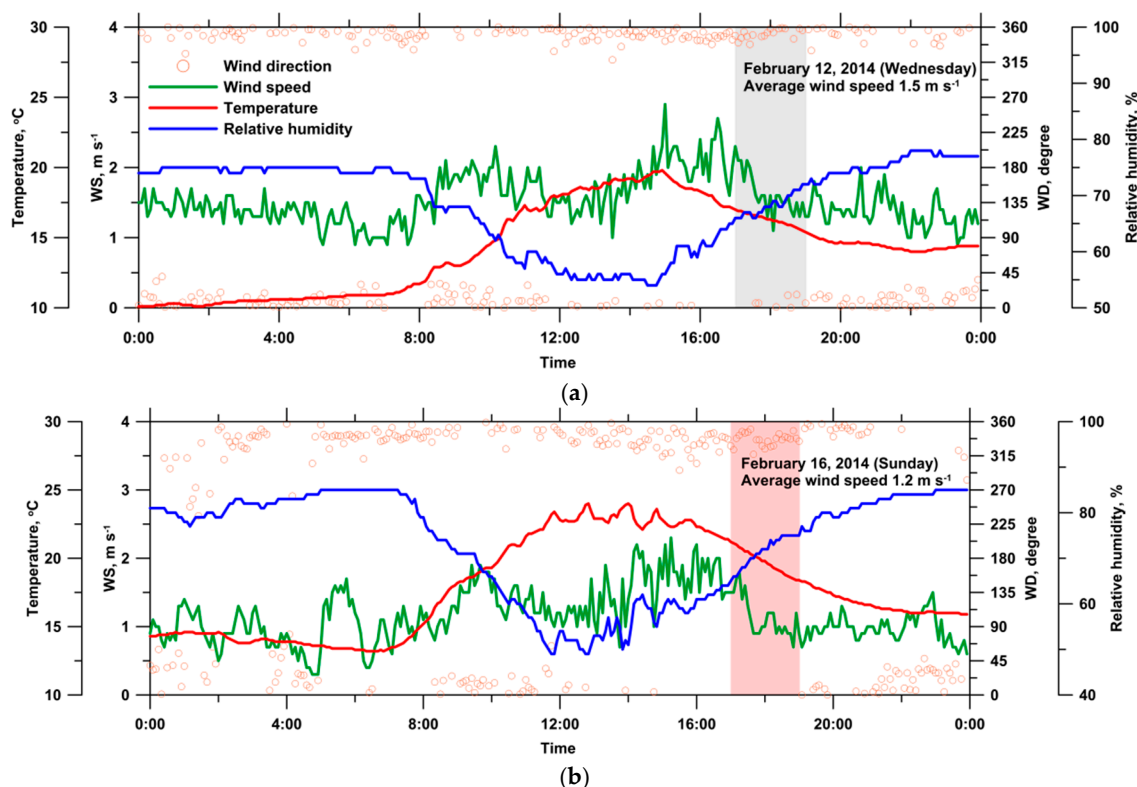 30
25
20
15
10
Temperature, °C
4
3
2
1
0
WS, m s⁻¹
Wind direction
Wind speed
Temperature
Relative humidity
February 12, 2014 (Wednesday)
Average wind speed 1.5 m s⁻¹
360
315
270
225
180
135
90
45
0
WD, degree
100
90
80
70
60
50
Relative humidity, %
0:00 4:00 8:00 12:00 16:00 20:00 0:00
Time
(a)
30
25
20
15
10
Temperature, °C
4
3
2
1
0
WS, m s⁻¹
February 16, 2014 (Sunday)
Average wind speed 1.2 m s⁻¹
360
315
270
225
180
135
90
45
0
WD, degree
100
80
60
40
Relative humidity, %
0:00 4:00 8:00 12:00 16:00 20:00 0:00
Time
(b)